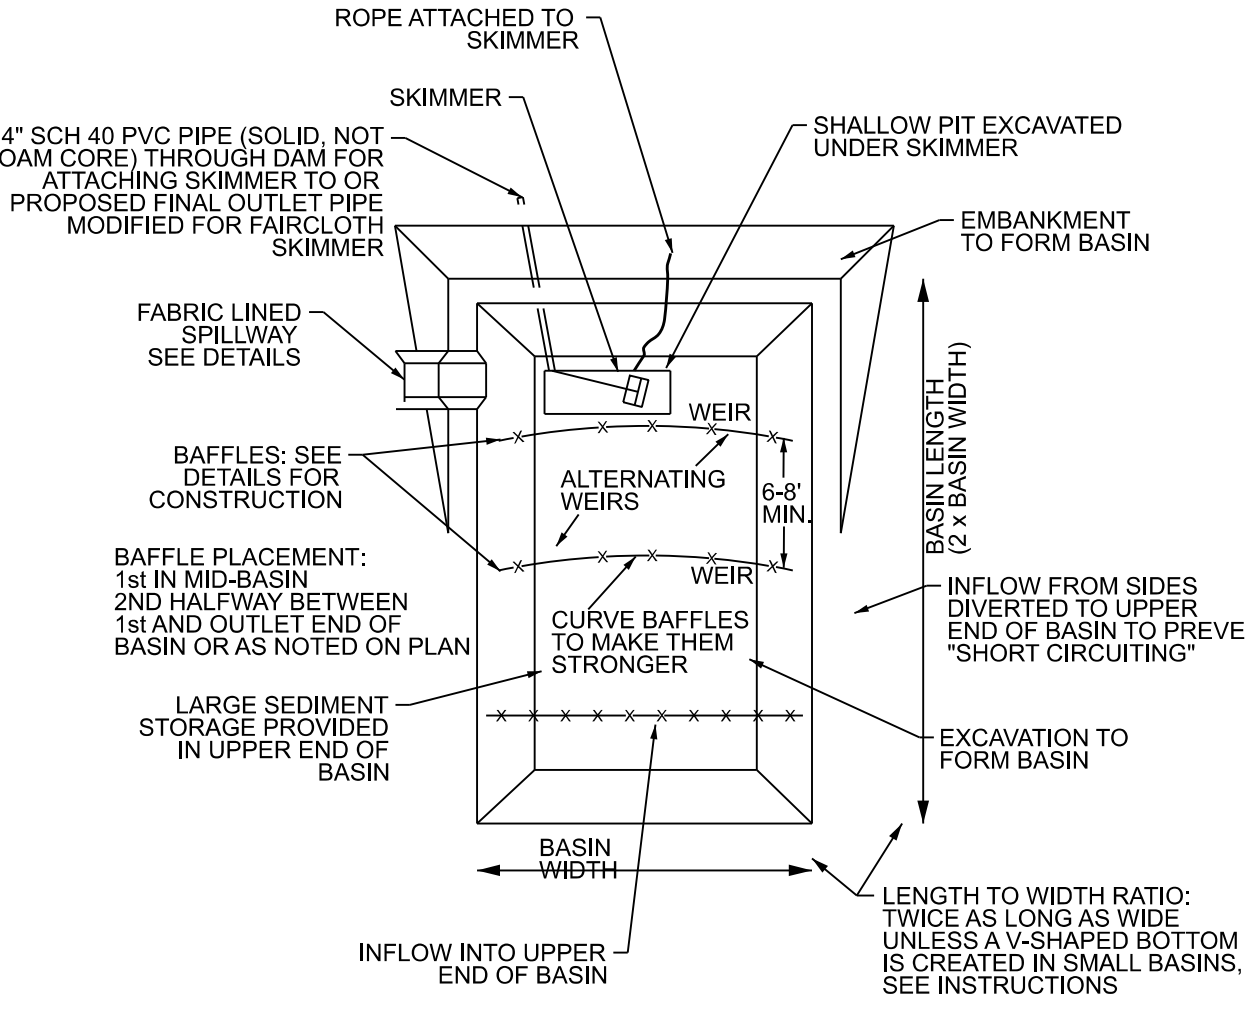 ROPE ATTACHED TO
SKIMMER
SKIMMER
4" SCH 40 PVC PIPE (SOLID, NOT
OAM CORE) THROUGH DAM FOR
ATTACHING SKIMMER TO OR
PROPOSED FINAL OUTLET PIPE
MODIFIED FOR FAIRCLOTH
SKIMMER
SHALLOW PIT EXCAVATED
UNDER SKIMMER
EMBANKMENT
TO FORM BASIN
FABRIC LINED
SPILLWAY
SEE DETAILS
WEIR
BAFFLES: SEE
DETAILS FOR
CONSTRUCTION
ALTERNATING
WEIRS
6-8'
MIN.
BASIN LENGTH
(2 x BASIN WIDTH)
BAFFLE PLACEMENT:
1st IN MID-BASIN
2ND HALFWAY BETWEEN
1st AND OUTLET END OF
BASIN OR AS NOTED ON PLAN
WEIR
CURVE BAFFLES
TO MAKE THEM
STRONGER
INFLOW FROM SIDES
DIVERTED TO UPPER
END OF BASIN TO PREVE
"SHORT CIRCUITING"
LARGE SEDIMENT
STORAGE PROVIDED
IN UPPER END OF
BASIN
EXCAVATION TO
FORM BASIN
BASIN
WIDTH
LENGTH TO WIDTH RATIO:
TWICE AS LONG AS WIDE
UNLESS A V-SHAPED BOTTOM
IS CREATED IN SMALL BASINS,
SEE INSTRUCTIONS
INFLOW INTO UPPER
END OF BASIN